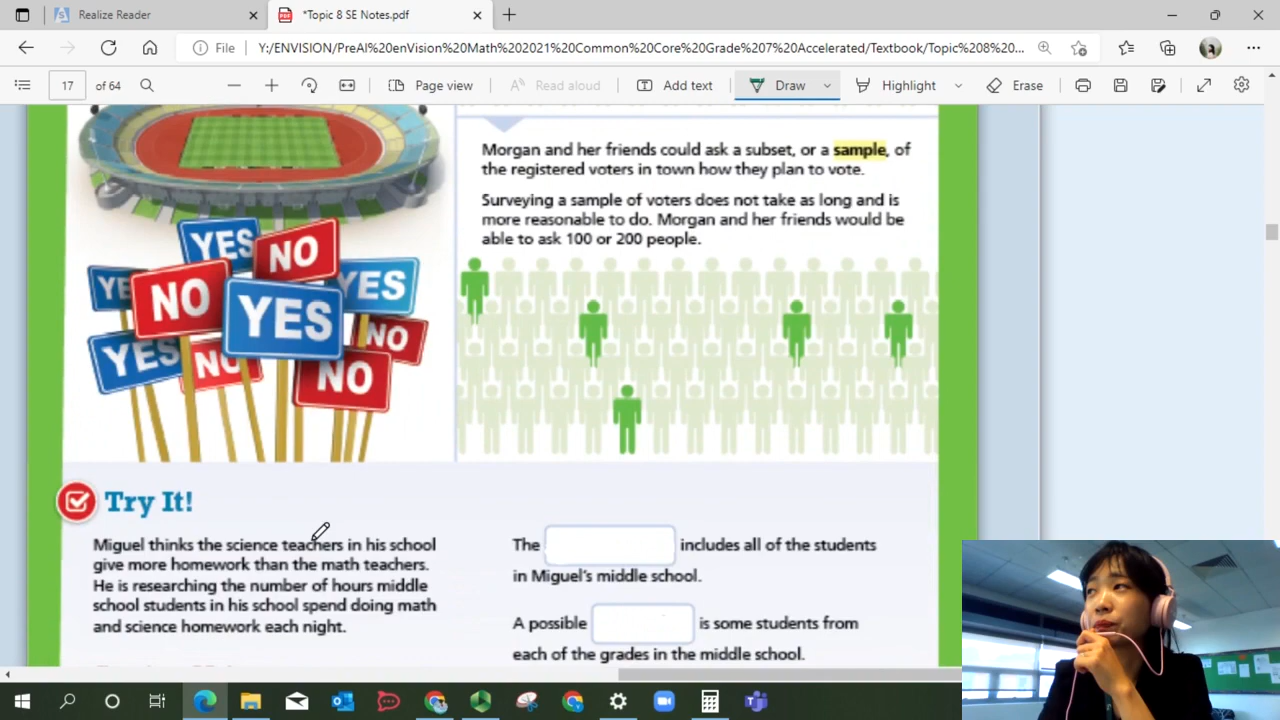 Realize Reader
*Topic 8 SE Notes.pdf
File
Y:/ENVISION/PreAI%20enVision%20Math%202021%20Common%20Core%20Grade%207%20Accelerated/Textbook/Topic%208%20...
17
of 64
Page view
Read aloud
Add text
Draw
Highlight
Erase
Morgan and her friends could ask a subset, or a sample, of
the registered voters in town how they plan to vote.
Surveying a sample of voters does not take as long and is
more reasonable to do. Morgan and her friends would be
able to ask 100 or 200 people.
YES
NO
YE
NO
YES
YES
YES
NO
NO
NO
Try It!
Miguel thinks the science teachers in his school
give more homework than the math teachers.
He is researching the number of hours middle
school students in his school spend doing math
and science homework each night.
The includes all of the students
in Miguel's middle school.
A possible is some students from
each of the grades in the middle school.